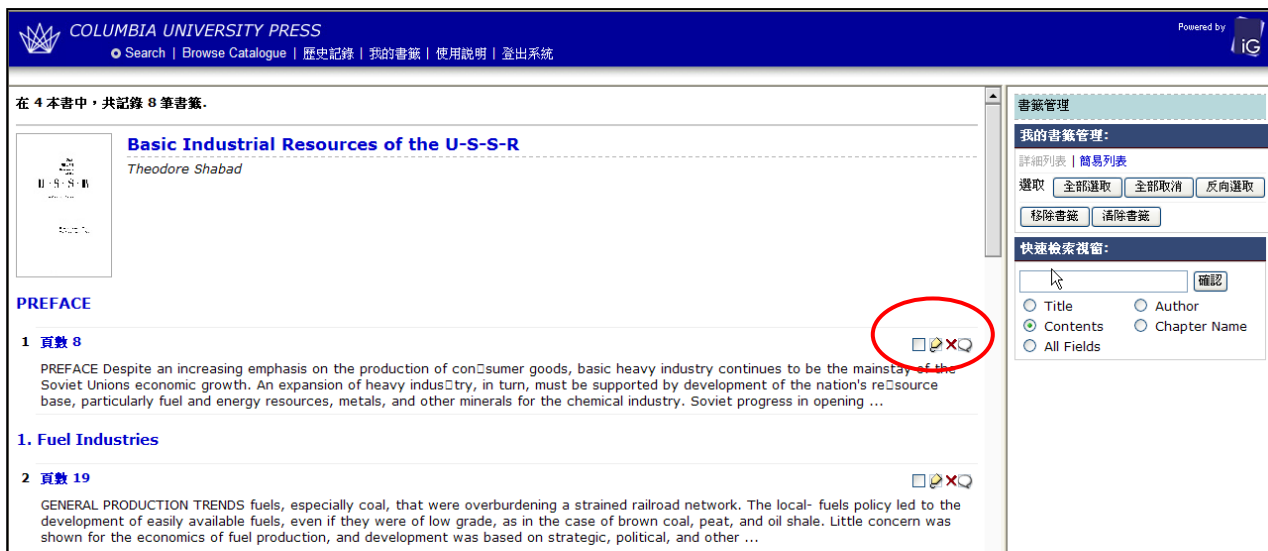 COLUMBIA UNIVERSITY PRESS
Search | Browse Catalogue | 歷史記錄 | 我的書籤 | 使用說明 | 登出系統
Powered by
iG
在 4 本書中，共記錄 8 筆書籤.
Basic Industrial Resources of the U-S-S-R
Theodore Shabad
U·S·S·R
PREFACE
1 頁數 8
PREFACE Despite an increasing emphasis on the production of con▯sumer goods, basic heavy industry continues to be the mainstay of the
Soviet Unions economic growth. An expansion of heavy indus▯try, in turn, must be supported by development of the nation's re▯source
base, particularly fuel and energy resources, metals, and other minerals for the chemical industry. Soviet progress in opening ...
1. Fuel Industries
2 頁數 19
GENERAL PRODUCTION TRENDS fuels, especially coal, that were overburdening a strained railroad network. The local- fuels policy led to the
development of easily available fuels, even if they were of low grade, as in the case of brown coal, peat, and oil shale. Little concern was
shown for the economics of fuel production, and development was based on strategic, political, and other ...
書籤管理
我的書籤管理:
詳細列表 | 簡易列表
選取 全部選取 全部取消 反向選取
移除書籤 清除書籤
快速檢索視窗:
確認
Title Author
Contents Chapter Name
All Fields